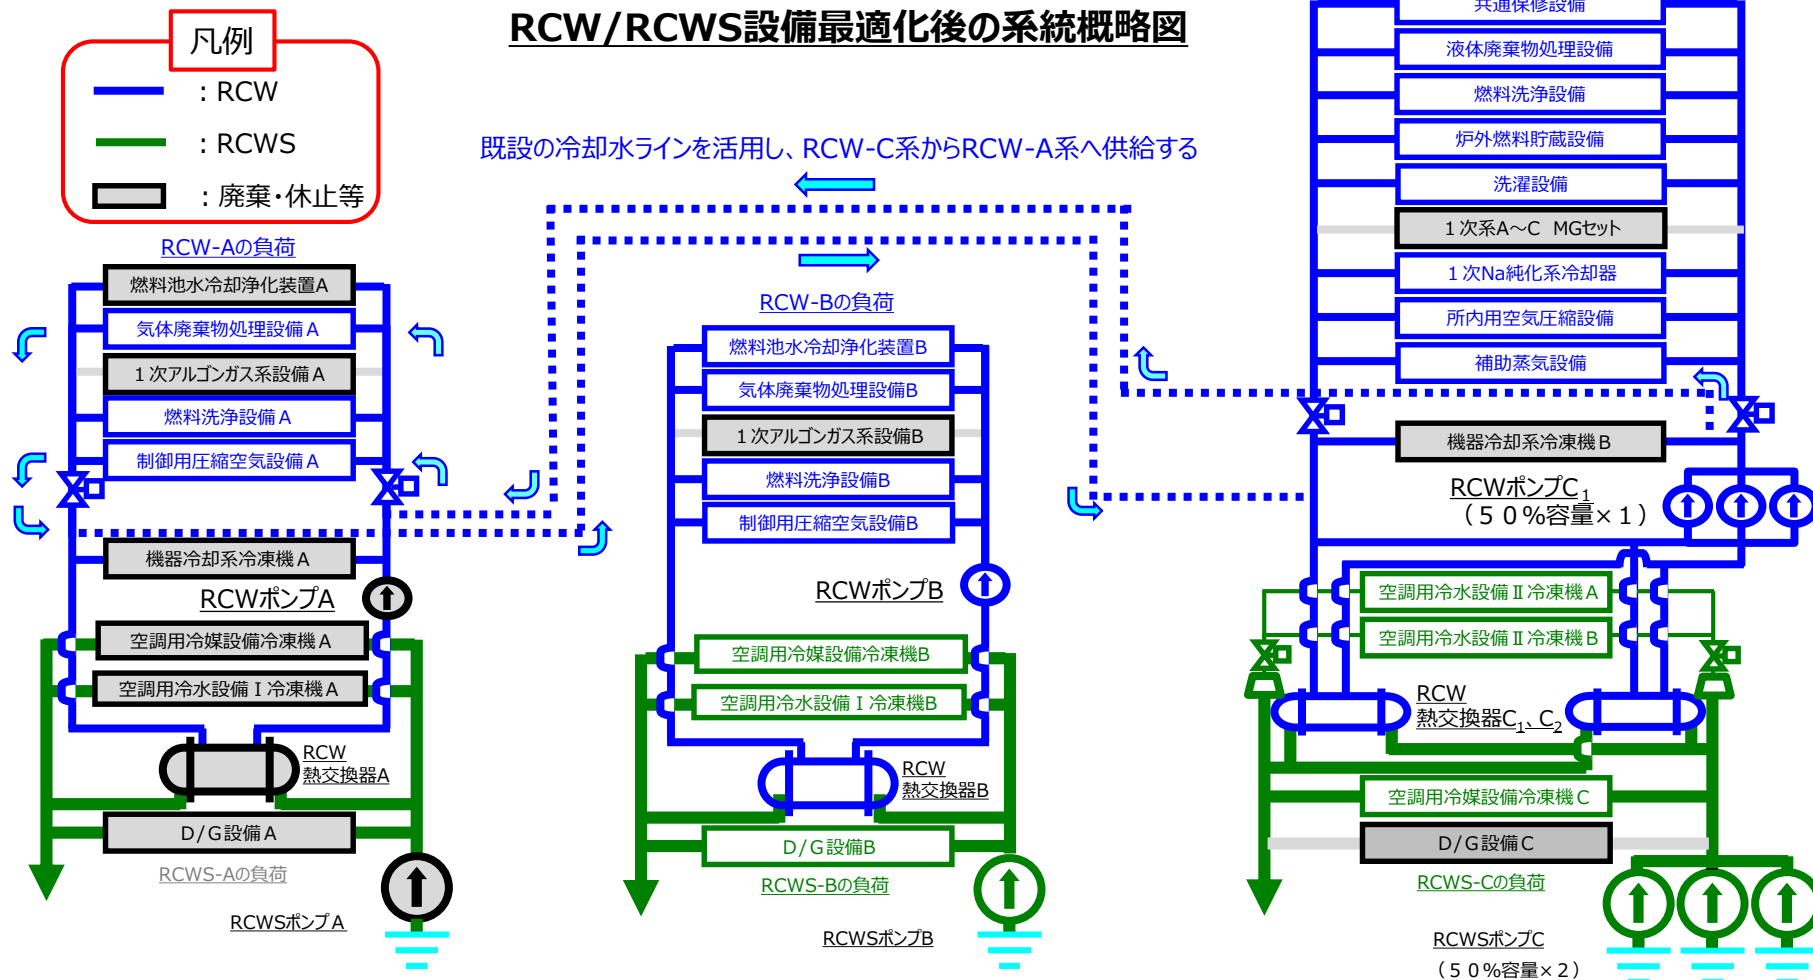 RCW/RCWS設備最適化後の系統概略図
凡例
：RCW
：RCWS
：廃棄・休止等
既設の冷却水ラインを活用し、RCW-C系からRCW-A系へ供給する
RCW-Aの負荷
燃料池水冷却浄化装置A
気体廃棄物処理設備A
1次アルゴンガス系設備A
燃料洗浄設備A
制御用圧縮空気設備A
機器冷却系冷凍機A
RCWポンプA
空調用冷媒設備冷凍機A
空調用冷水設備Ⅰ冷凍機A
RCW
熱交換器A
D/G設備A
RCWS-Aの負荷
RCWSポンプA
RCW-Bの負荷
燃料池水冷却浄化装置B
気体廃棄物処理設備B
1次アルゴンガス系設備B
燃料洗浄設備B
制御用圧縮空気設備B
RCWポンプB
空調用冷媒設備冷凍機B
空調用冷水設備Ⅰ冷凍機B
RCW
熱交換器B
D/G設備B
RCWS-Bの負荷
RCWSポンプB
共通保修設備
液体廃棄物処理設備
燃料洗浄設備
炉外燃料貯蔵設備
洗濯設備
1次系A～C MGセット
1次Na純化系冷却器
所内用空気圧縮設備
補助蒸気設備
機器冷却系冷凍機B
RCWポンプC1
（50%容量×1）
空調用冷水設備Ⅱ冷凍機A
空調用冷水設備Ⅱ冷凍機B
RCW
熱交換器C1、C2
空調用冷媒設備冷凍機C
D/G設備C
RCWS-Cの負荷
RCWSポンプC
（50%容量×2）